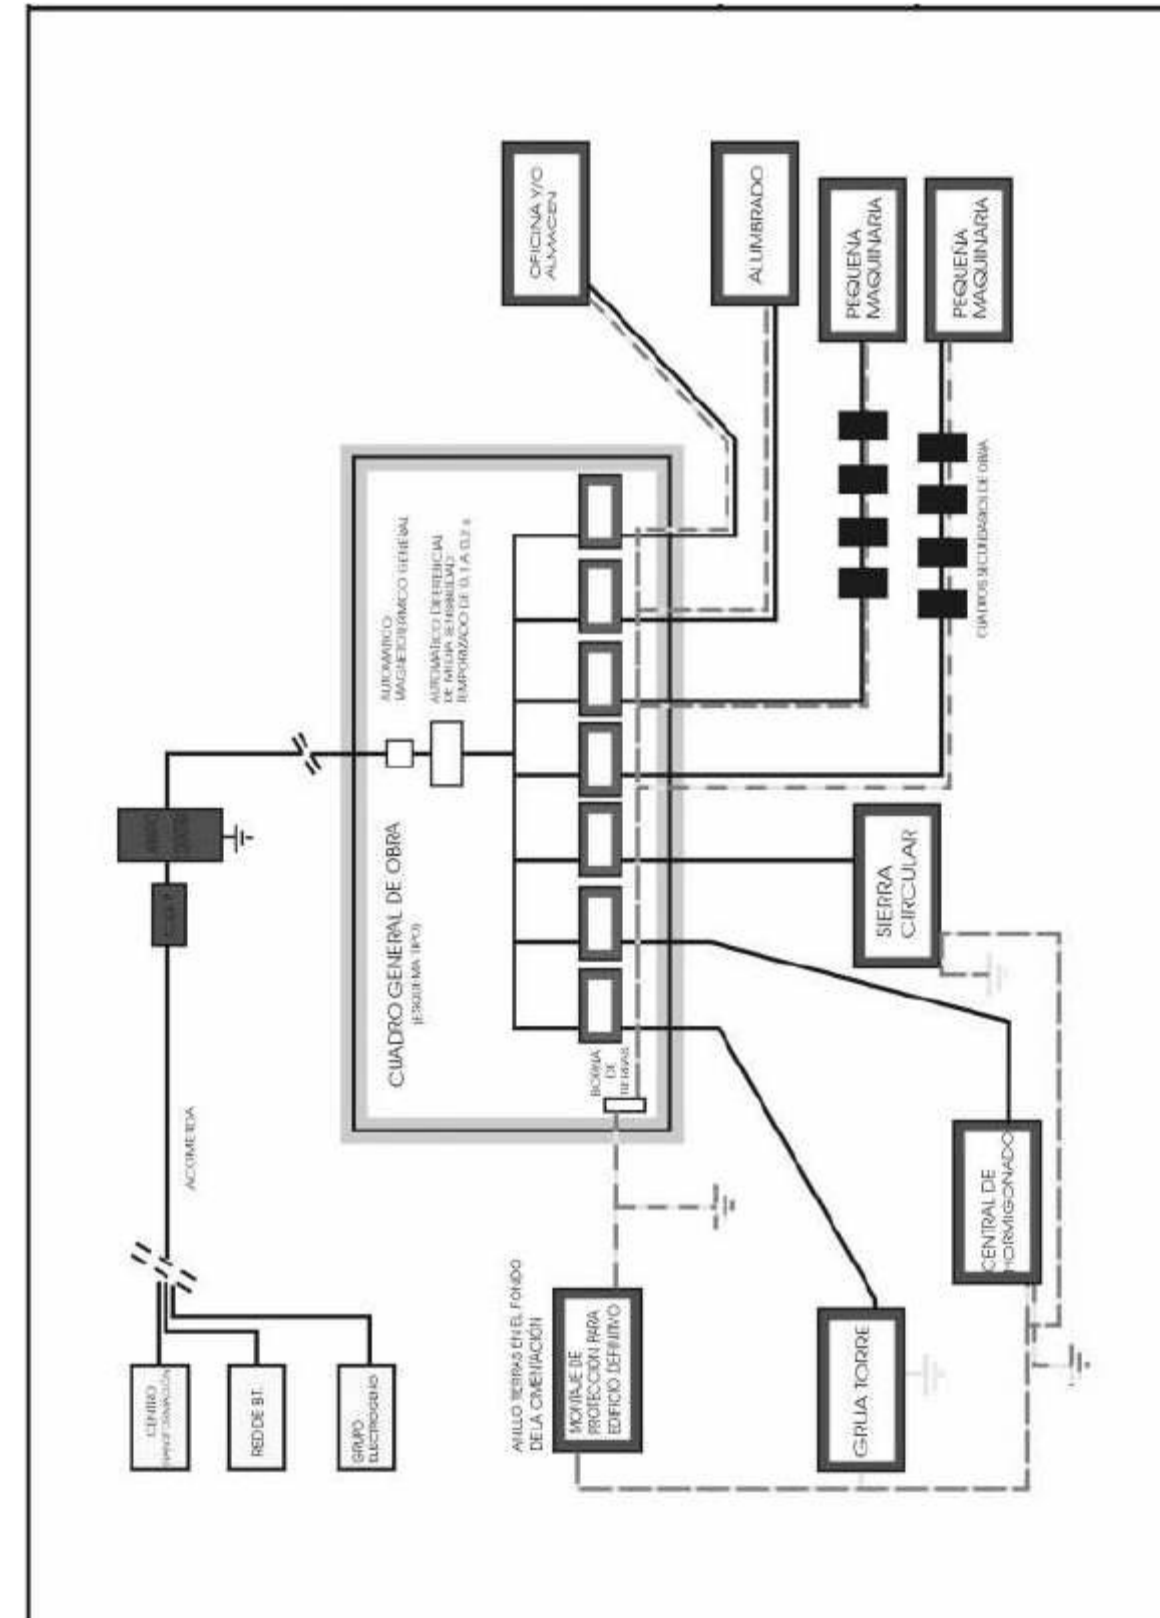 CENTRO
RED DE BT.
GRUPO
ELECTROGENO
ACOMETIDA
CUADRO GENERAL DE OBRA
(ESQUEMA TIPO)
AUTOMATICO
MAGNETOTERMICO GENERAL
AUTOMATICO DIFERENCIAL
DE MEDIA SENSIBILIDAD
TEMPORIZADO DE 0,1 A 0,2 s
BORNA
DE
TIERRAS
ANILLO TIERRAS EN EL FONDO
DE LA CIMENTACIÓN
MONTAJE DE
PROTECCION PARA
EDIFICIO DEFINITIVO
GRUA TORRE
CENTRAL DE
HORMIGONADO
SIERRA
CIRCULAR
CUADROS SECUNDARIOS DE OBRA
OFICINA Y/O
ALMACEN
ALUMBRADO
PEQUEÑA
MAQUINARIA
PEQUEÑA
MAQUINARIA